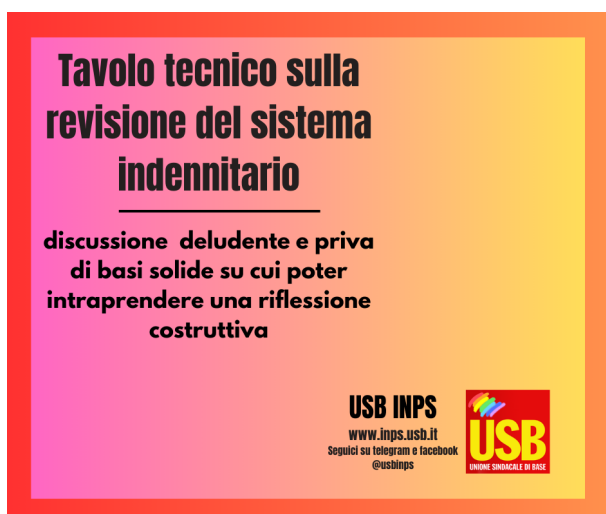 Tavolo tecnico sulla
revisione del sistema
indennitario
discussione deludente e priva
di basi solide su cui poter
intraprendere una riflessione
costruttiva
USB INPS
www.inps.usb.it
Seguici su telegram e facebook
@usbinps
USB
UNIONE SINDACALE DI BASE